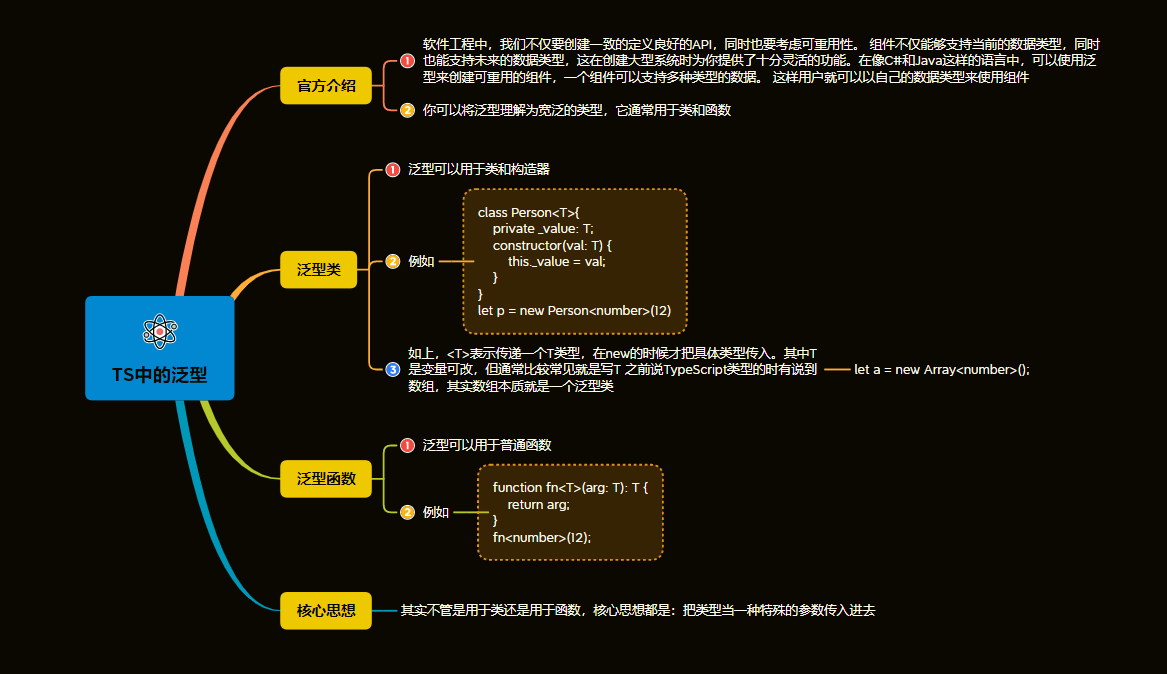 TS中的泛型
官方介绍
1
软件工程中，我们不仅要创建一致的定义良好的API，同时也要考虑可重用性。 组件不仅能够支持当前的数据类型，同时
也能支持未来的数据类型，这在创建大型系统时为你提供了十分灵活的功能。在像C#和Java这样的语言中，可以使用泛
型来创建可重用的组件，一个组件可以支持多种类型的数据。 这样用户就可以以自己的数据类型来使用组件
2
你可以将泛型理解为宽泛的类型，它通常用于类和函数
泛型类
1
泛型可以用于类和构造器
2
例如
class Person<T>{
private _value: T;
constructor(val: T) {
this._value = val;
}
}
let p = new Person<number>(12)
3
如上，<T>表示传递一个T类型，在new的时候才把具体类型传入。其中T
是变量可改，但通常比较常见就是写T 之前说TypeScript类型的时有说到
数组，其实数组本质就是一个泛型类
let a = new Array<number>();
泛型函数
1
泛型可以用于普通函数
2
例如
function fn<T>(arg: T): T {
return arg;
}
fn<number>(12);
核心思想
其实不管是用于类还是用于函数，核心思想都是：把类型当一种特殊的参数传入进去